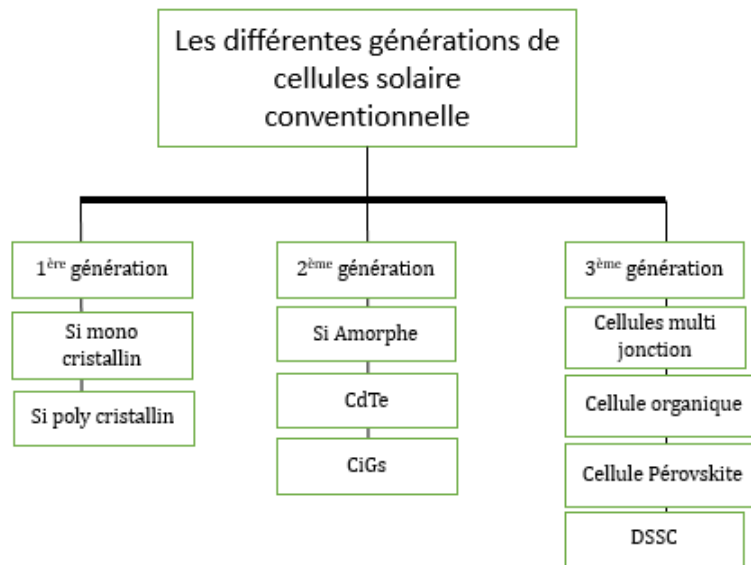 Les différentes générations de
cellules solaire
conventionnelle
1ère génération
2ème génération
3ème génération
Si mono
cristallin
Si poly cristallin
Si Amorphe
CdTe
CiGs
Cellules multi
jonction
Cellule organique
Cellule Pérovskite
DSSC